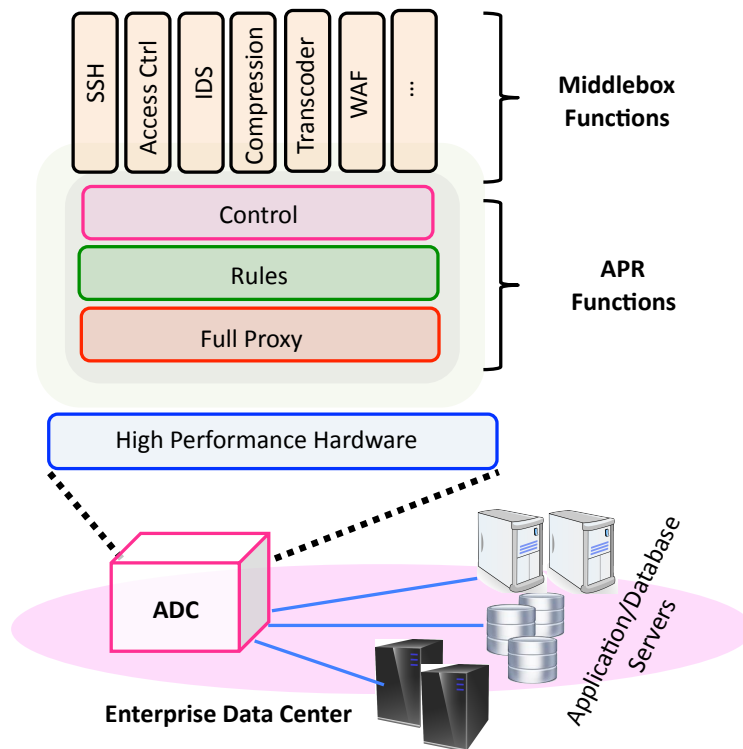 SSH
Access Ctrl
IDS
Compression
Transcoder
WAF
...
Middlebox
Functions
Control
Rules
Full Proxy
APR
Functions
High Performance Hardware
ADC
Application/Database
Servers
Enterprise Data Center